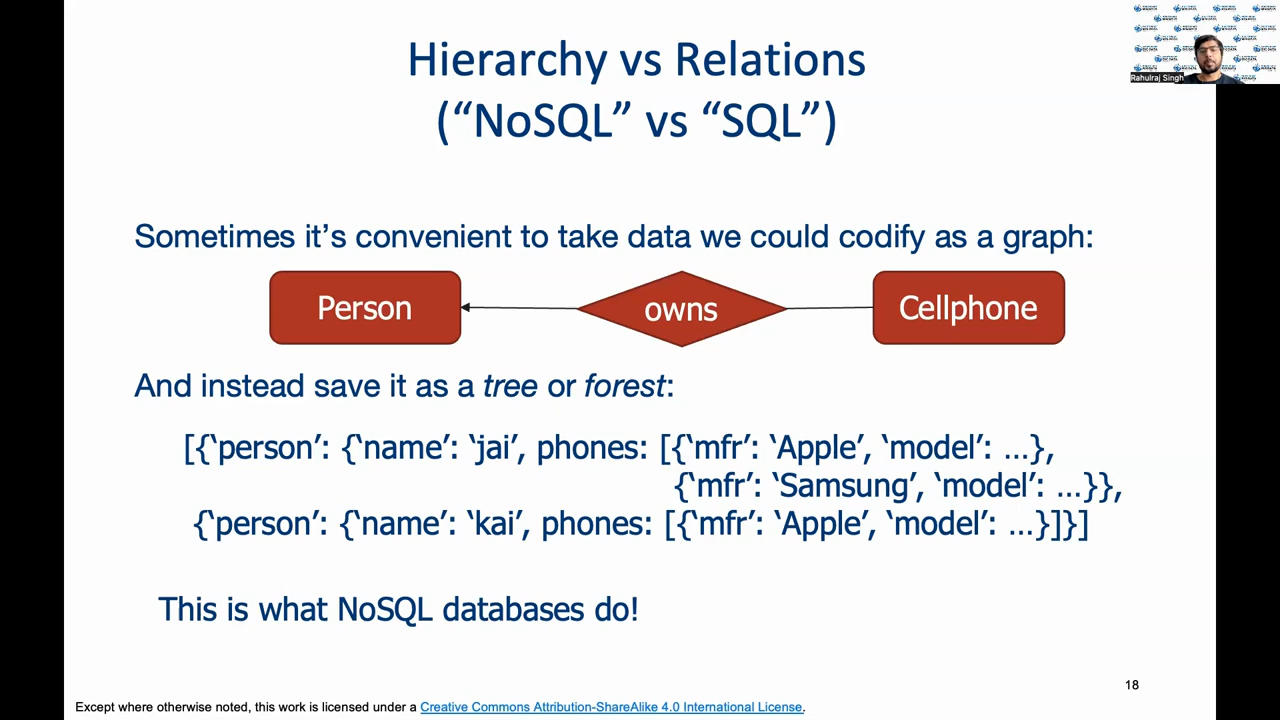 Hierarchy vs Relations
(“NoSQL” vs “SQL”)
Rahulraj Singh
Sometimes it’s convenient to take data we could codify as a graph:
Person
owns
Cellphone
And instead save it as a tree or forest:
[{‘person’: {‘name’: ‘jai’, phones: [{‘mfr’: ‘Apple’, ‘model’: …},
{‘mfr’: ‘Samsung’, ‘model’: …}},
{‘person’: {‘name’: ‘kai’, phones: [{‘mfr’: ‘Apple’, ‘model’: …}]}]
This is what NoSQL databases do!
18
Except where otherwise noted, this work is licensed under a Creative Commons Attribution-ShareAlike 4.0 International License.